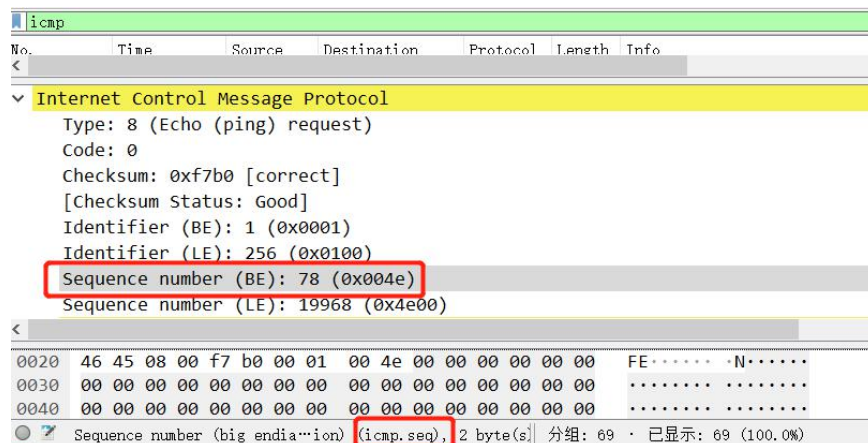 icmp
No. Time Source Destination Protocol Length Info
Internet Control Message Protocol
Type: 8 (Echo (ping) request)
Code: 0
Checksum: 0xf7b0 [correct]
[Checksum Status: Good]
Identifier (BE): 1 (0x0001)
Identifier (LE): 256 (0x0100)
Sequence number (BE): 78 (0x004e)
Sequence number (LE): 19968 (0x4e00)
0020 46 45 08 00 f7 b0 00 01 00 4e 00 00 00 00 00 00 FE······ ·N······
0030 00 00 00 00 00 00 00 00 00 00 00 00 00 00 00 00 ········ ········
0040 00 00 00 00 00 00 00 00 00 00 00 00 00 00 00 00 ········ ········
Sequence number (big endia…ion) (icmp.seq), 2 byte(s) 分组: 69 · 已显示: 69 (100.0%)